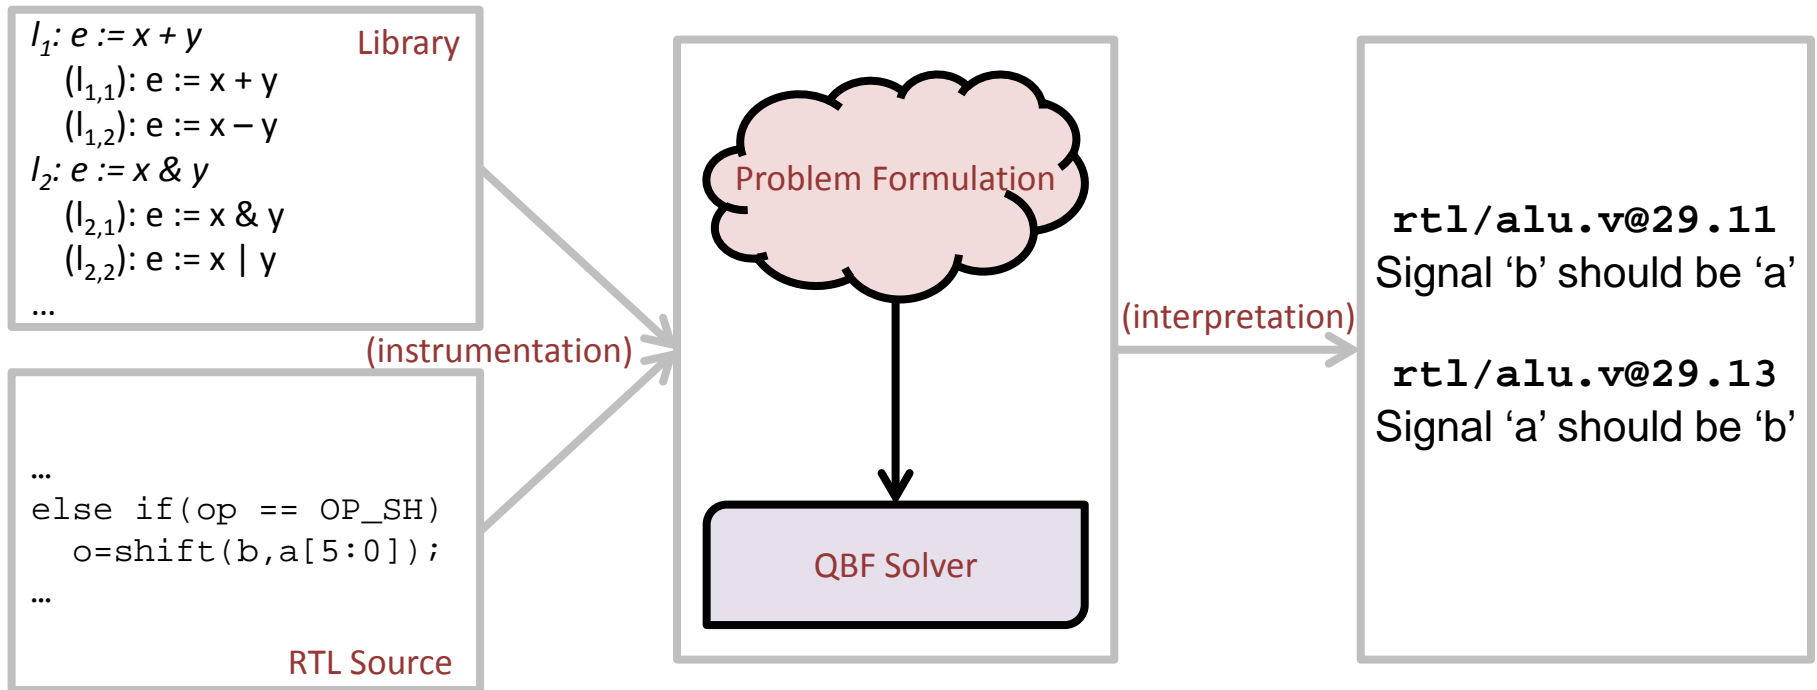 l1: e := x + y
Library
(l1,1): e := x + y
(l1,2): e := x – y
l2: e := x & y
(l2,1): e := x & y
(l2,2): e := x | y
...
(instrumentation)
...
else if(op == OP_SH)
o=shift(b,a[5:0]);
...
RTL Source
Problem Formulation
QBF Solver
(interpretation)
rtl/alu.v@29.11
Signal ‘b’ should be ‘a’
rtl/alu.v@29.13
Signal ‘a’ should be ‘b’